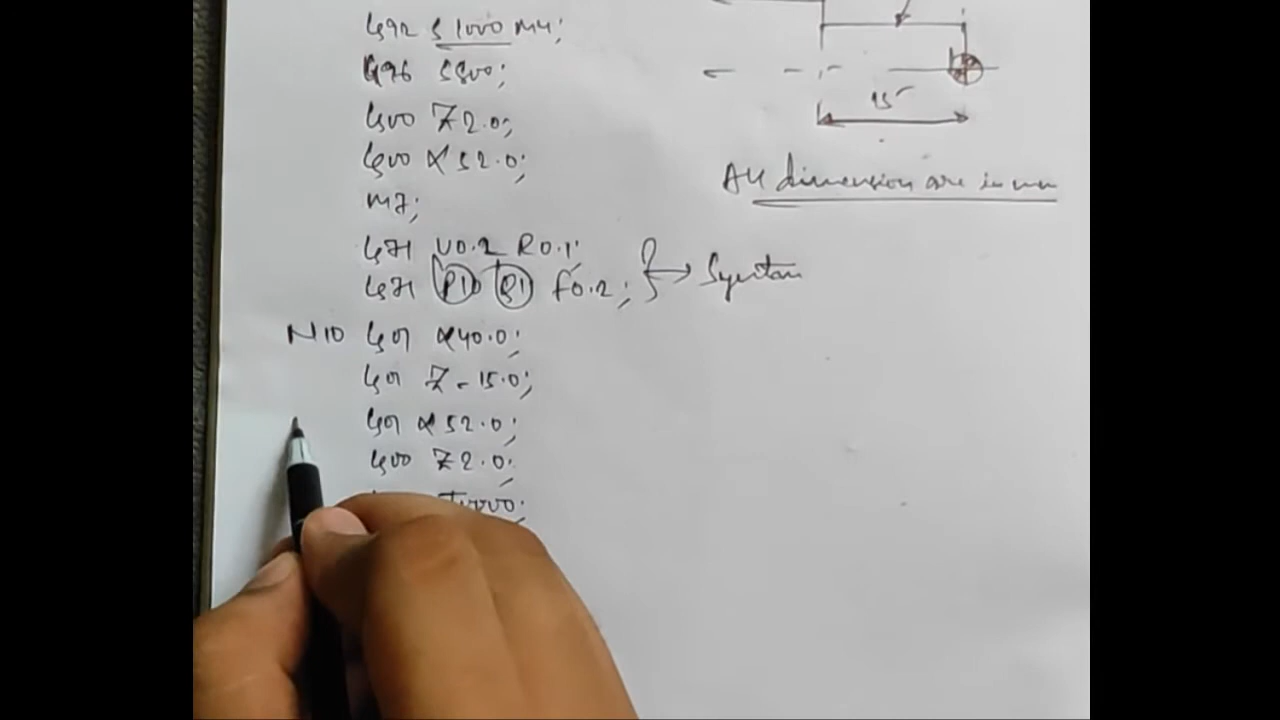 G92 S1000 M4;
G96 S800;
G00 Z2.0;
G00 X52.0;
M7;
G71 U0.2 R0.1;
G71 P10 Q1 F0.2; } → Syntax
N10 G01 X40.0;
G01 Z-15.0;
G01 X52.0;
G00 Z2.0;
15
All dimension are in mm